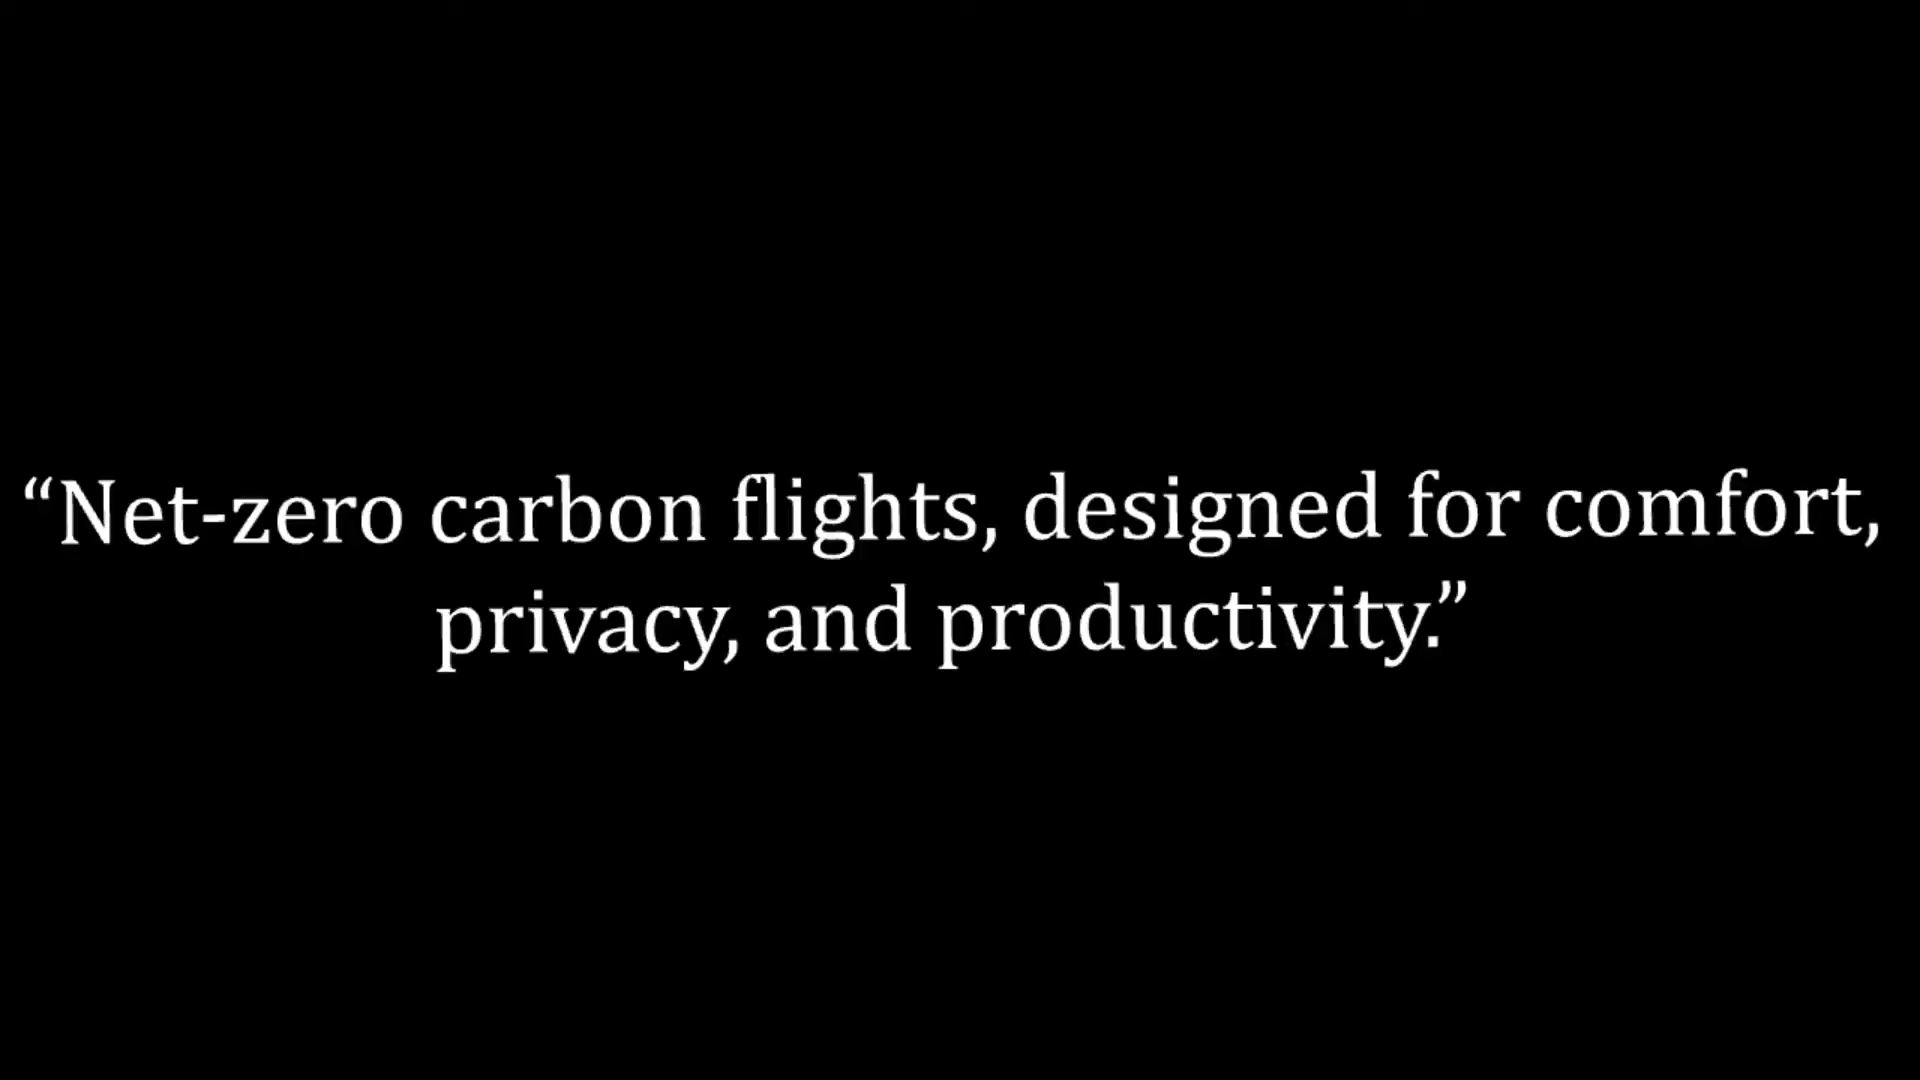 “Net-zero carbon flights, designed for comfort,
privacy, and productivity.”